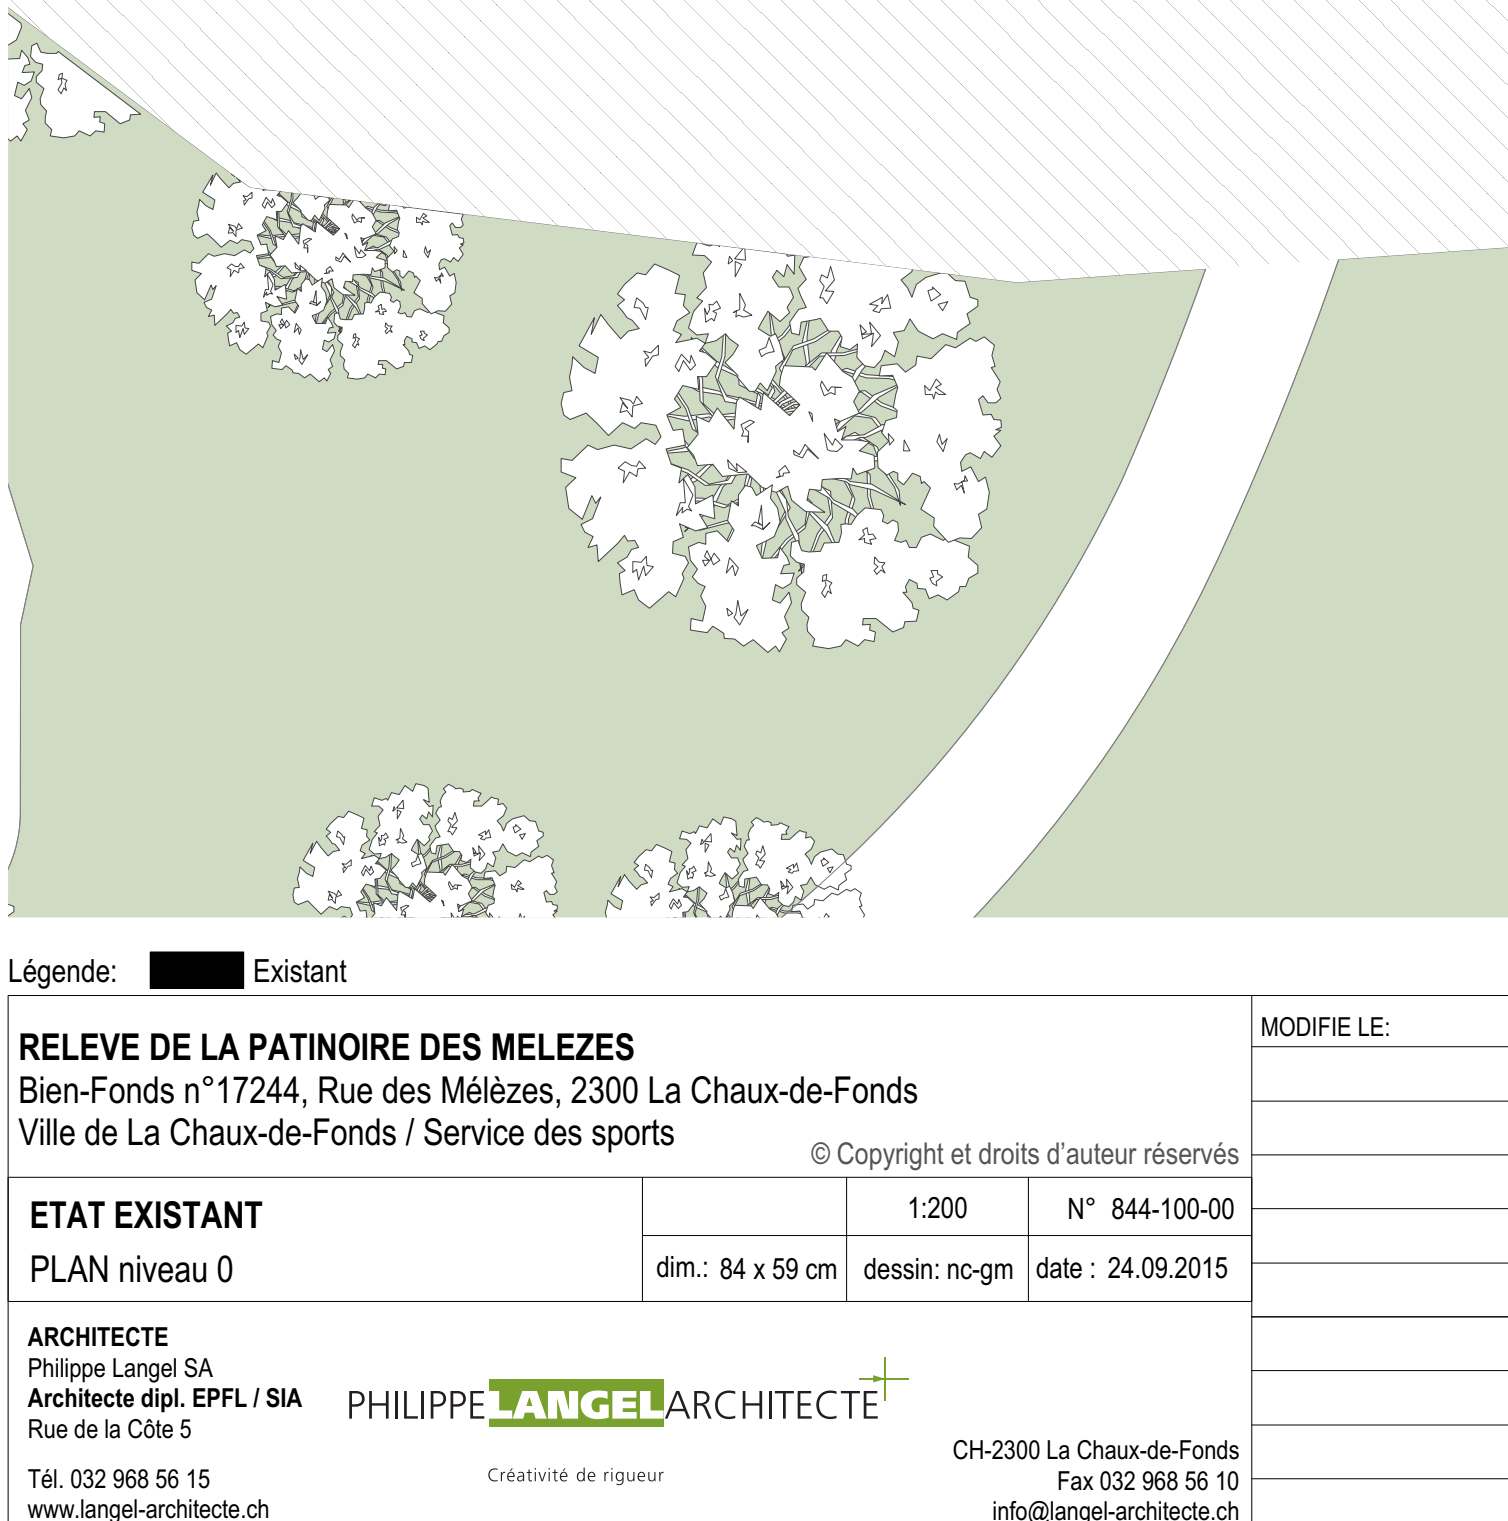 Légende: Existant
RELEVE DE LA PATINOIRE DES MELEZES
Bien-Fonds n°17244, Rue des Mélèzes, 2300 La Chaux-de-Fonds
Ville de La Chaux-de-Fonds / Service des sports
© Copyright et droits d'auteur réservés
MODIFIE LE:
ETAT EXISTANT
PLAN niveau 0
1:200
N° 844-100-00
dim.: 84 x 59 cm
dessin: nc-gm
date : 24.09.2015
ARCHITECTE
Philippe Langel SA
Architecte dipl. EPFL / SIA
Rue de la Côte 5
Tél. 032 968 56 15
www.langel-architecte.ch
PHILIPPELANGELARCHITECTE
Créativité de rigueur
CH-2300 La Chaux-de-Fonds
Fax 032 968 56 10
info@langel-architecte.ch